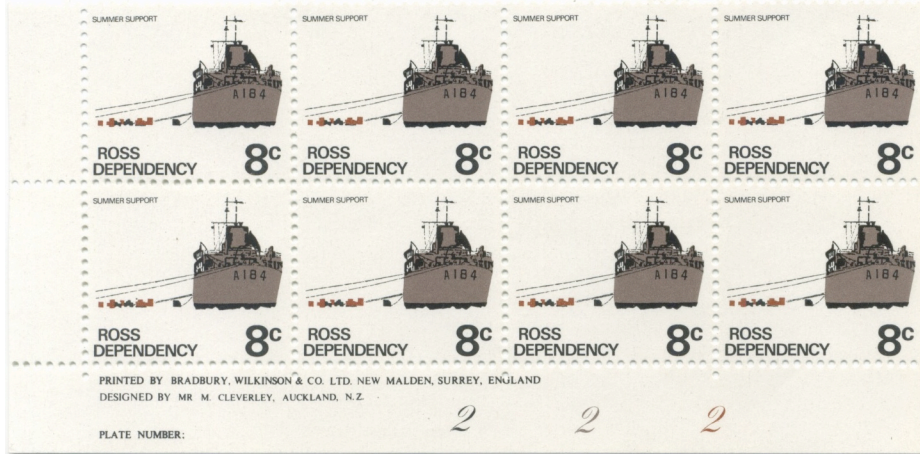 SUMMER SUPPORT SUMMER SUPPORT SUMMER SUPPORT SUMMER SUPPORT
A184 A184 A184 A184
ROSS DEPENDENCY 8c ROSS DEPENDENCY 8c ROSS DEPENDENCY 8c ROSS DEPENDENCY 8c
SUMMER SUPPORT SUMMER SUPPORT SUMMER SUPPORT SUMMER SUPPORT
A184 A184 A184 A184
ROSS DEPENDENCY 8c ROSS DEPENDENCY 8c ROSS DEPENDENCY 8c ROSS DEPENDENCY 8c
PRINTED BY BRADBURY, WILKINSON & CO. LTD. NEW MALDEN, SURREY, ENGLAND
DESIGNED BY MR M. CLEVERLEY, AUCKLAND, N.Z.
PLATE NUMBER: 2 2 2